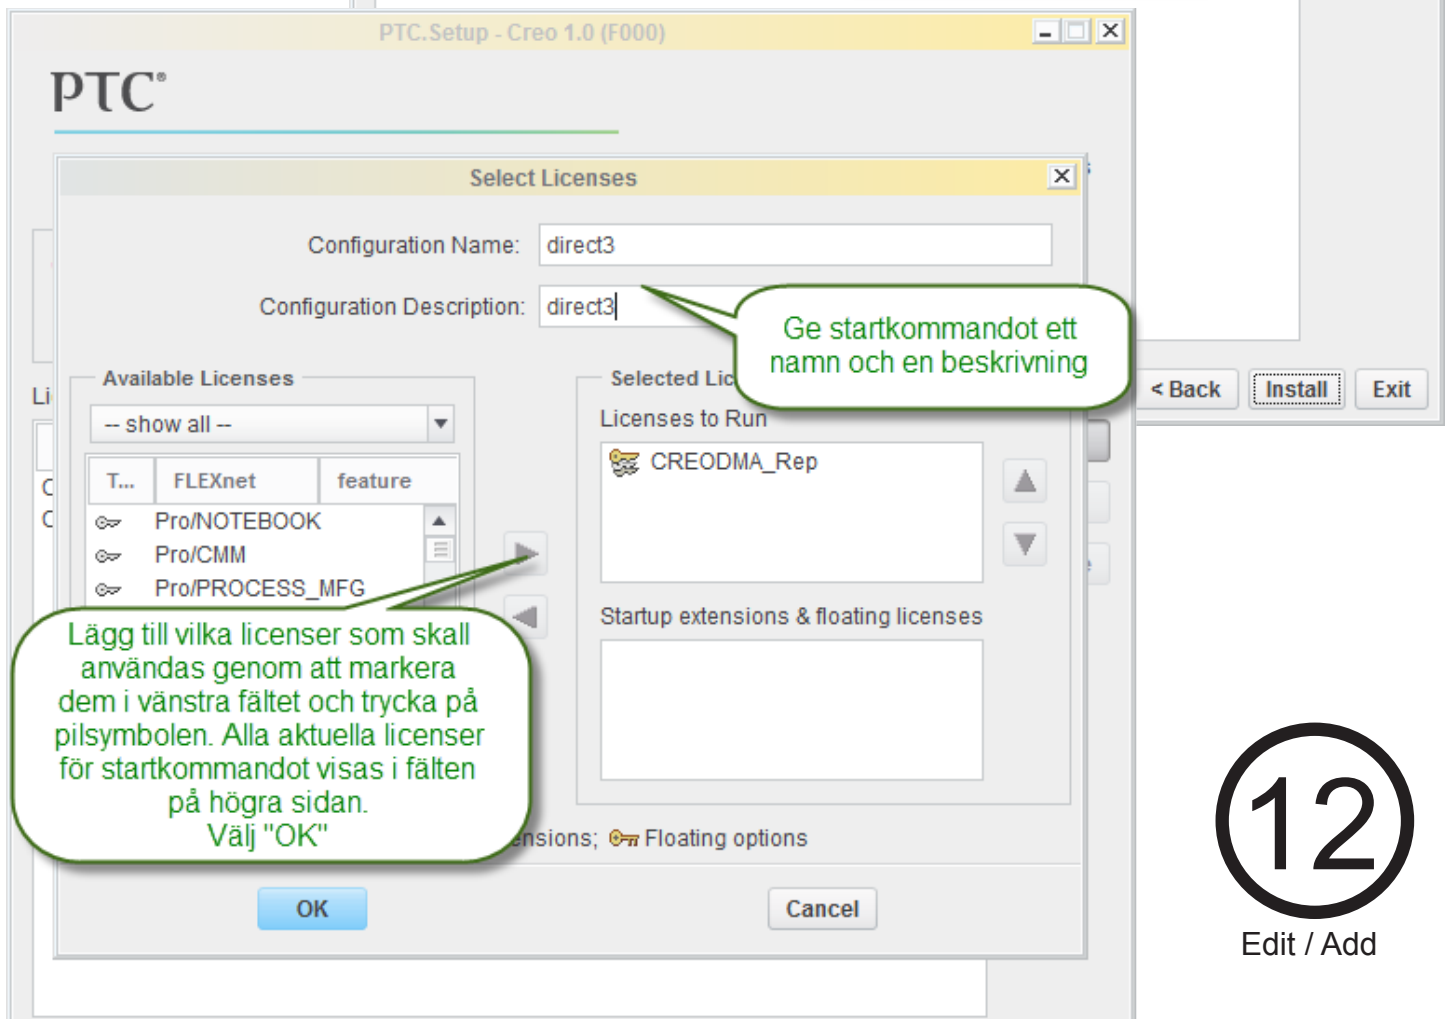 PTC.Setup - Creo 1.0 (F000)
PTC®
Select Licenses
Configuration Name: direct3
Configuration Description: direct3
Ge startkommandot ett
namn och en beskrivning
Available Licenses
-- show all --
T... FLEXnet feature
Pro/NOTEBOOK
Pro/CMM
Pro/PROCESS_MFG
Lägg till vilka licenser som skall
användas genom att markera
dem i vänstra fältet och trycka på
pilsymbolen. Alla aktuella licenser
för startkommandot visas i fälten
på högra sidan.
Välj "OK"
Selected Lic
Licenses to Run
CREODMA_Rep
Startup extensions & floating licenses
ensions; Floating options
OK
Cancel
< Back
Install
Exit
12
Edit / Add